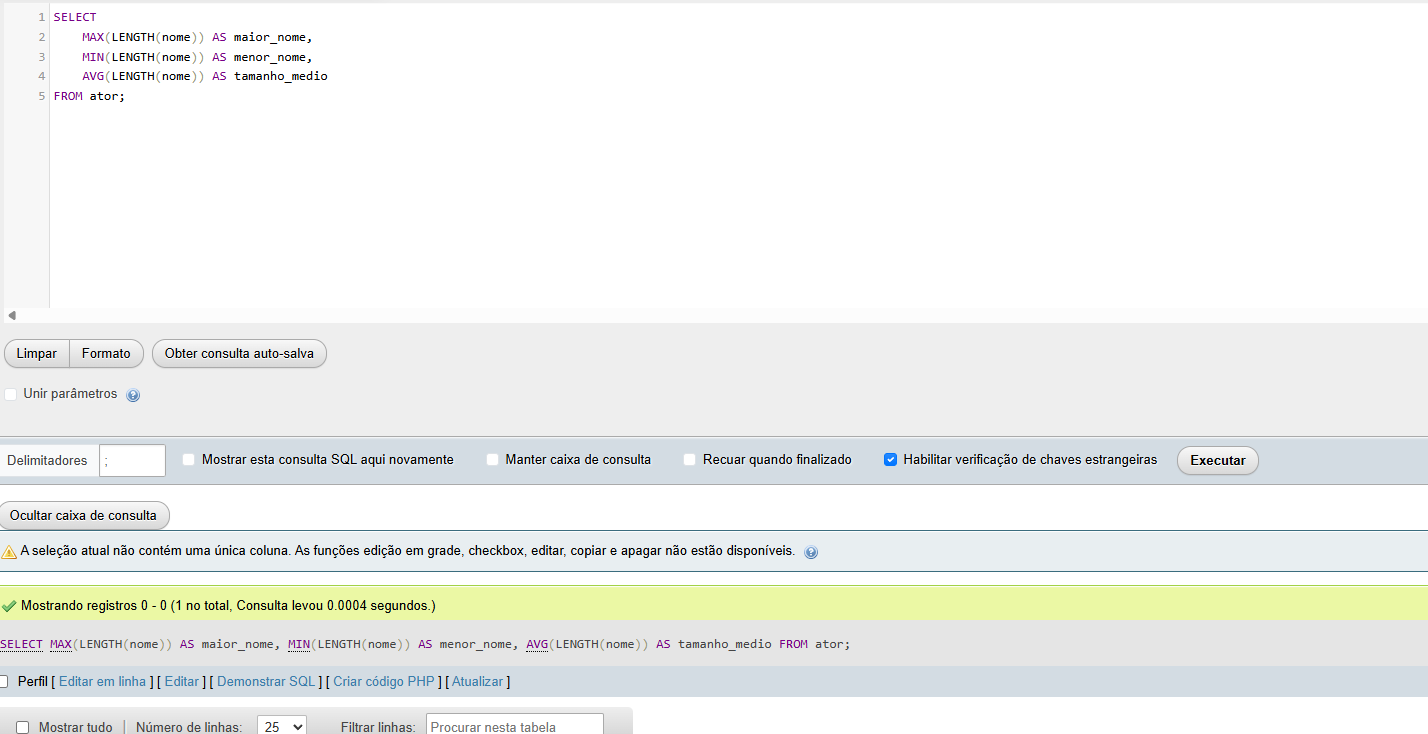 1 SELECT
2 MAX(LENGTH(nome)) AS maior_nome,
3 MIN(LENGTH(nome)) AS menor_nome,
4 AVG(LENGTH(nome)) AS tamanho_medio
5 FROM ator;
Limpar Formato Obter consulta auto-salva
Unir parâmetros
Delimitadores ; Mostrar esta consulta SQL aqui novamente Manter caixa de consulta Recuar quando finalizado Habilitar verificação de chaves estrangeiras Executar
Ocultar caixa de consulta
A seleção atual não contém uma única coluna. As funções edição em grade, checkbox, editar, copiar e apagar não estão disponíveis.
Mostrando registros 0 - 0 (1 no total, Consulta levou 0.0004 segundos.)
SELECT MAX(LENGTH(nome)) AS maior_nome, MIN(LENGTH(nome)) AS menor_nome, AVG(LENGTH(nome)) AS tamanho_medio FROM ator;
Perfil [ Editar em linha ] [ Editar ] [ Demonstrar SQL ] [ Criar código PHP ] [ Atualizar ]
Mostrar tudo | Número de linhas: 25 Filtrar linhas: Procurar nesta tabela